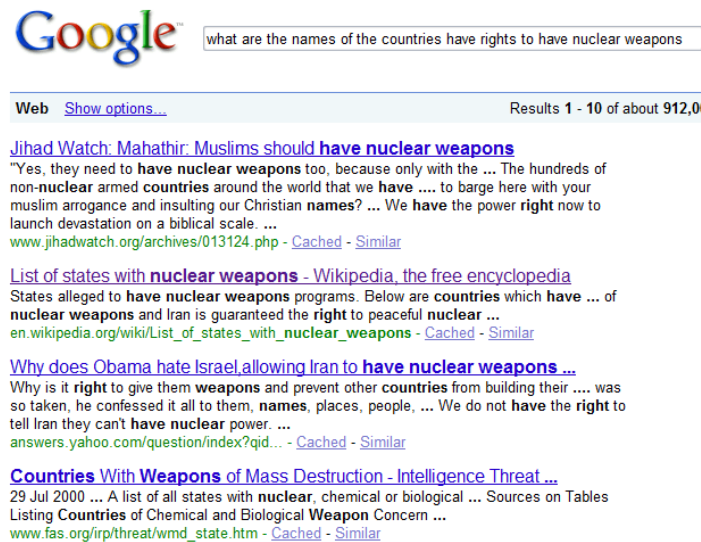 Google™
what are the names of the countries have rights to have nuclear weapons
Web Show options... Results 1 - 10 of about 912,0
Jihad Watch: Mahathir: Muslims should have nuclear weapons
"Yes, they need to have nuclear weapons too, because only with the ... The hundreds of
non-nuclear armed countries around the world that we have .... to barge here with your
muslim arrogance and insulting our Christian names? ... We have the power right now to
launch devastation on a biblical scale. ...
www.jihadwatch.org/archives/013124.php - Cached - Similar
List of states with nuclear weapons - Wikipedia, the free encyclopedia
States alleged to have nuclear weapons programs. Below are countries which have ... of
nuclear weapons and Iran is guaranteed the right to peaceful nuclear ...
en.wikipedia.org/wiki/List_of_states_with_nuclear_weapons - Cached - Similar
Why does Obama hate Israel,allowing Iran to have nuclear weapons ...
Why is it right to give them weapons and prevent other countries from building their .... was
so taken, he confessed it all to them, names, places, people, ... We do not have the right to
tell Iran they can't have nuclear power. ...
answers.yahoo.com/question/index?qid... - Cached - Similar
Countries With Weapons of Mass Destruction - Intelligence Threat ...
29 Jul 2000 ... A list of all states with nuclear, chemical or biological ... Sources on Tables
Listing Countries of Chemical and Biological Weapon Concern ...
www.fas.org/irp/threat/wmd_state.htm - Cached - Similar